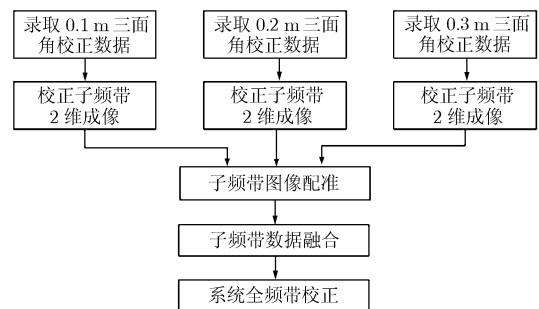 录取 0.1 m 三面
角校正数据
录取 0.2 m 三面
角校正数据
录取 0.3 m 三面
角校正数据
校正子频带
2 维成像
校正子频带
2 维成像
校正子频带
2 维成像
子频带图像配准
子频带数据融合
系统全频带校正